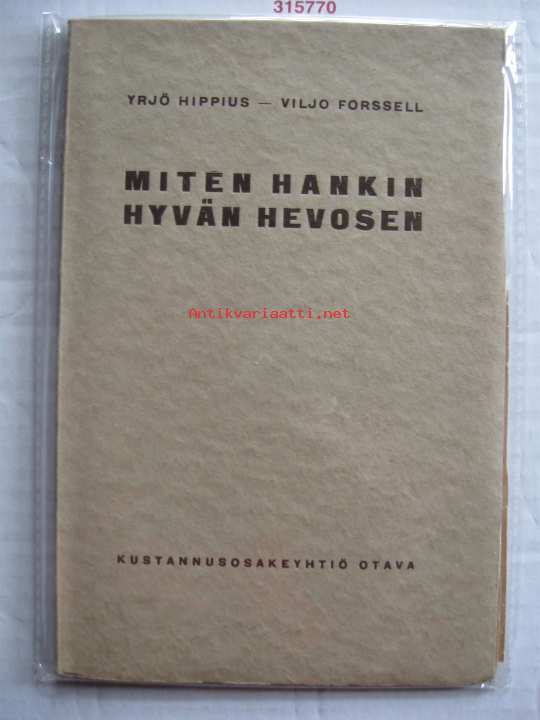 315770
YRJÖ HIPPIUS — VILJO FORSSELL
MITEN HANKIN
HYVÄN HEVOSEN
Antikvariaatti.net
KUSTANNUSOSAKEYHTIÖ OTAVA